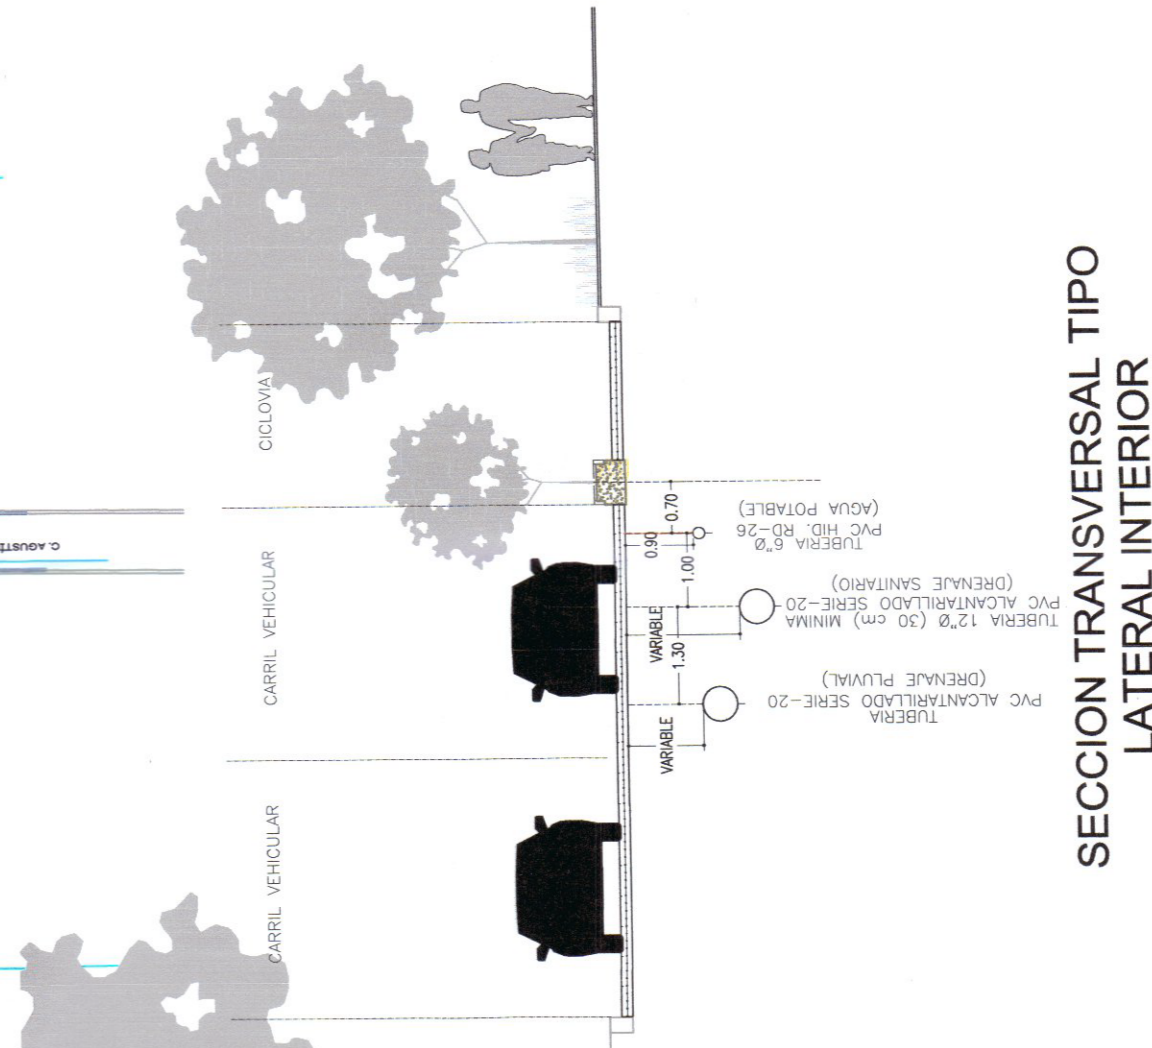 CICLOVIA
CARRIL VEHICULAR
CARRIL VEHICULAR
0.70
0.90
1.00
VARIABLE
1.30
VARIABLE
TUBERIA 6"Ø
PVC HID. RD-26
(AGUA POTABLE)
TUBERIA 12"Ø (30 cm) MINIMA
PVC ALCANTARILLADO SERIE-20
(DRENAJE SANITARIO)
TUBERIA
PVC ALCANTARILLADO SERIE-20
(DRENAJE PLUVIAL)
SECCION TRANSVERSAL TIPO
LATERAL INTERIOR